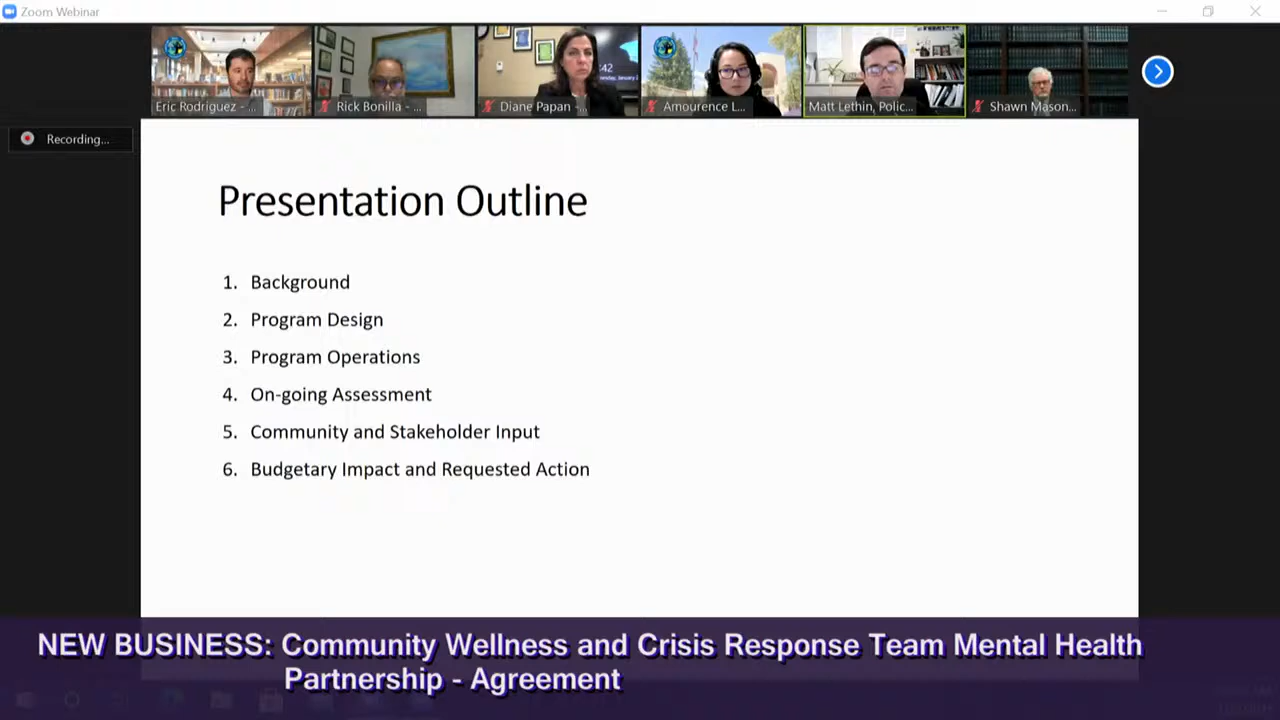 Zoom Webinar
Eric Rodriguez - ...
Rick Bonilla - ...
Diane Papan - ...
Amourence L...
Matt Lethin, Polic...
Shawn Mason...
:42
Recording...
Presentation Outline
1. Background
2. Program Design
3. Program Operations
4. On-going Assessment
5. Community and Stakeholder Input
6. Budgetary Impact and Requested Action
NEW BUSINESS: Community Wellness and Crisis Response Team Mental Health
Partnership - Agreement